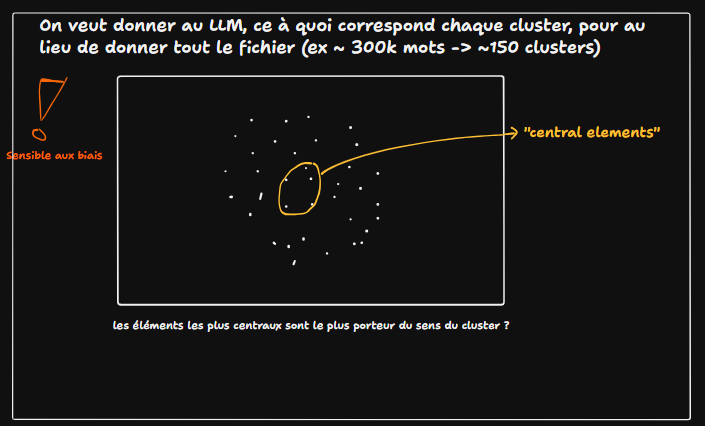 On veut donner au LLM, ce à quoi correspond chaque cluster, pour au
lieu de donner tout le fichier (ex ~ 300k mots -> ~150 clusters)
Sensible aux biais
"central elements"
les éléments les plus centraux sont le plus porteur du sens du cluster ?